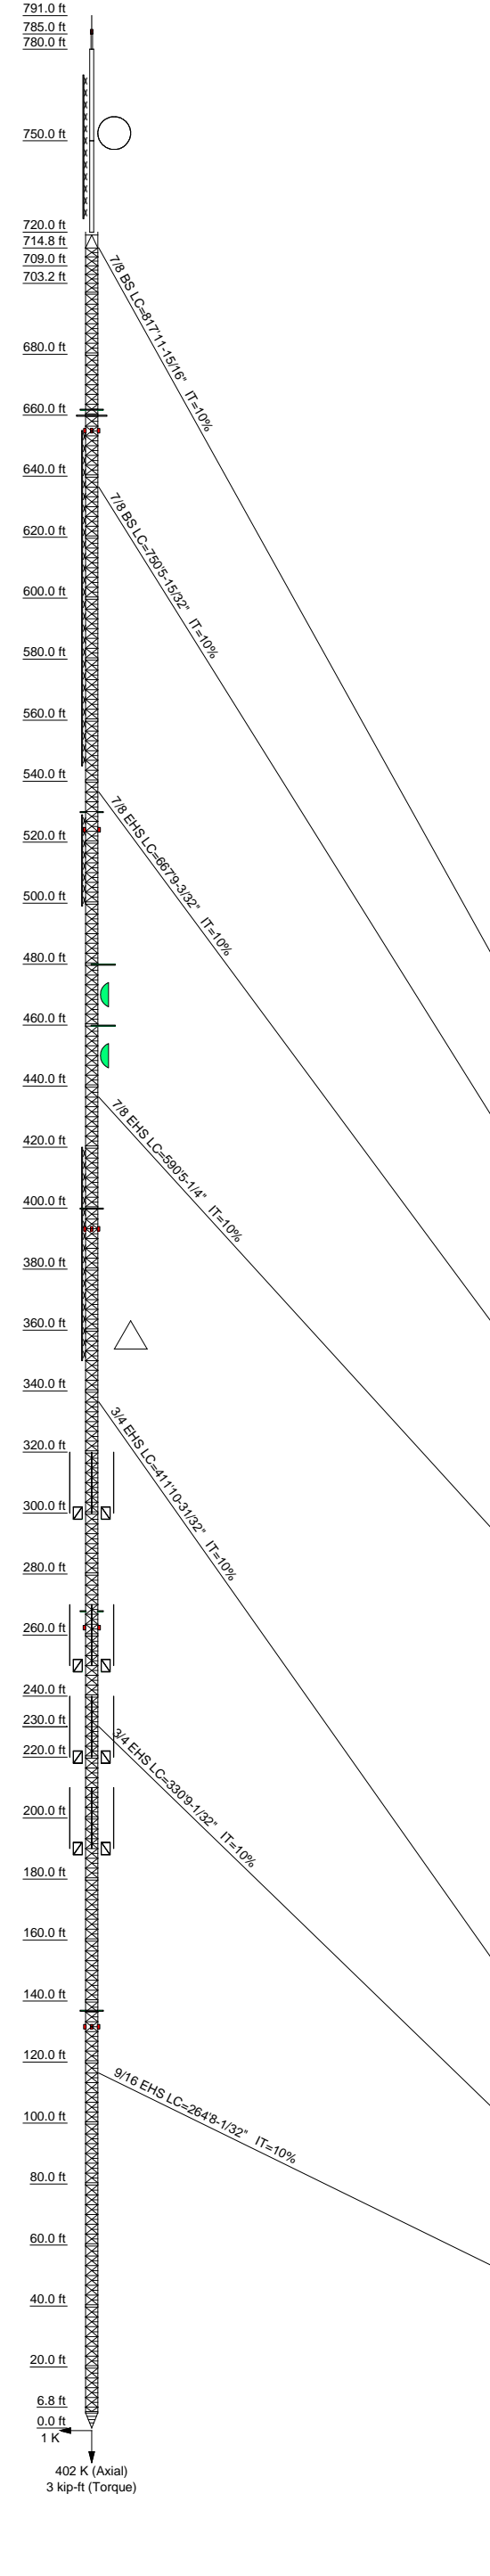 791.0 ft
785.0 ft
780.0 ft
750.0 ft
720.0 ft
714.8 ft
709.0 ft
703.2 ft
7/8 BS LC=817'11-15/16" IT=10%
680.0 ft
660.0 ft
640.0 ft
7/8 BS LC=750'5-15/32" IT=10%
620.0 ft
600.0 ft
580.0 ft
560.0 ft
540.0 ft
7/8 EHS LC=667'9-3/32" IT=10%
520.0 ft
500.0 ft
480.0 ft
460.0 ft
440.0 ft
7/8 EHS LC=590'5-1/4" IT=10%
420.0 ft
400.0 ft
380.0 ft
360.0 ft
340.0 ft
3/4 EHS LC=411'10-31/32" IT=10%
320.0 ft
300.0 ft
280.0 ft
260.0 ft
240.0 ft
230.0 ft
3/4 EHS LC=330'9-1/32" IT=10%
220.0 ft
200.0 ft
180.0 ft
160.0 ft
140.0 ft
120.0 ft
9/16 EHS LC=264'8-1/32" IT=10%
100.0 ft
80.0 ft
60.0 ft
40.0 ft
20.0 ft
6.8 ft
0.0 ft
1 K
402 K (Axial)
3 kip-ft (Torque)